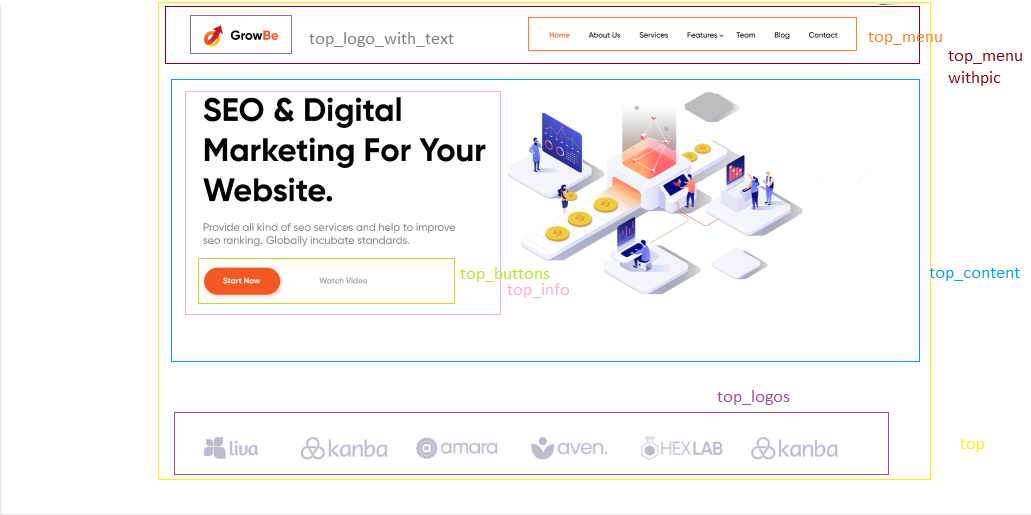 GrowBe
top_logo_with_text
Home About Us Services Features Team Blog Contact
top_menu
top_menu
withpic
SEO & Digital
Marketing For Your
Website.
Provide all kind of seo services and help to improve
seo ranking. Globally incubate standards.
Start Now Watch Video
top_buttons
top_info
top_content
top_logos
liva kanba amara aven. HEXLAB kanba
top